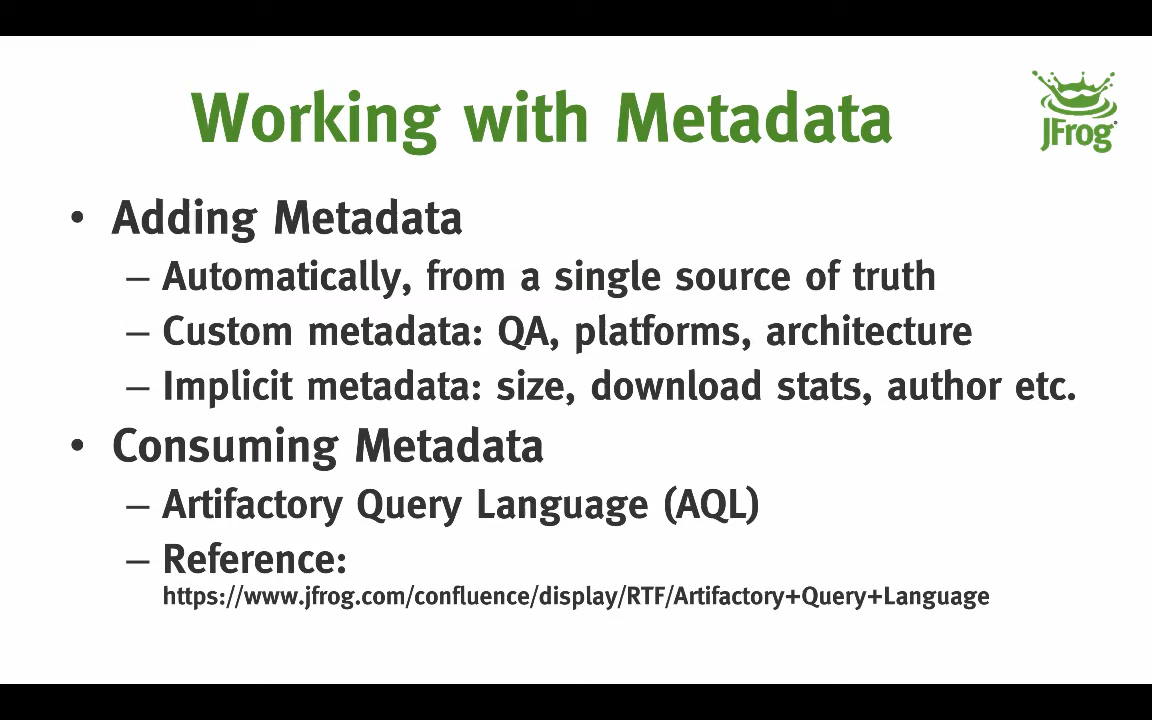 Working with Metadata
JFrog
• Adding Metadata
– Automatically, from a single source of truth
– Custom metadata: QA, platforms, architecture
– Implicit metadata: size, download stats, author etc.
• Consuming Metadata
– Artifactory Query Language (AQL)
– Reference:
https://www.jfrog.com/confluence/display/RTF/Artifactory+Query+Language